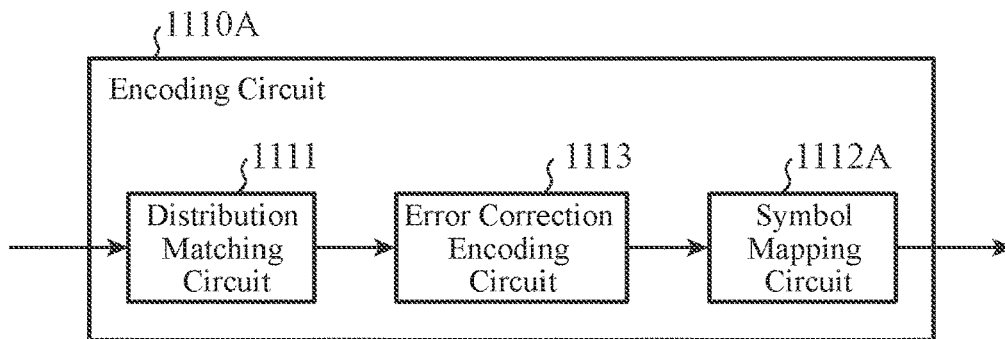 1110A
Encoding Circuit
1111
1113
1112A
Distribution
Matching
Circuit
Error Correction
Encoding
Circuit
Symbol
Mapping
Circuit